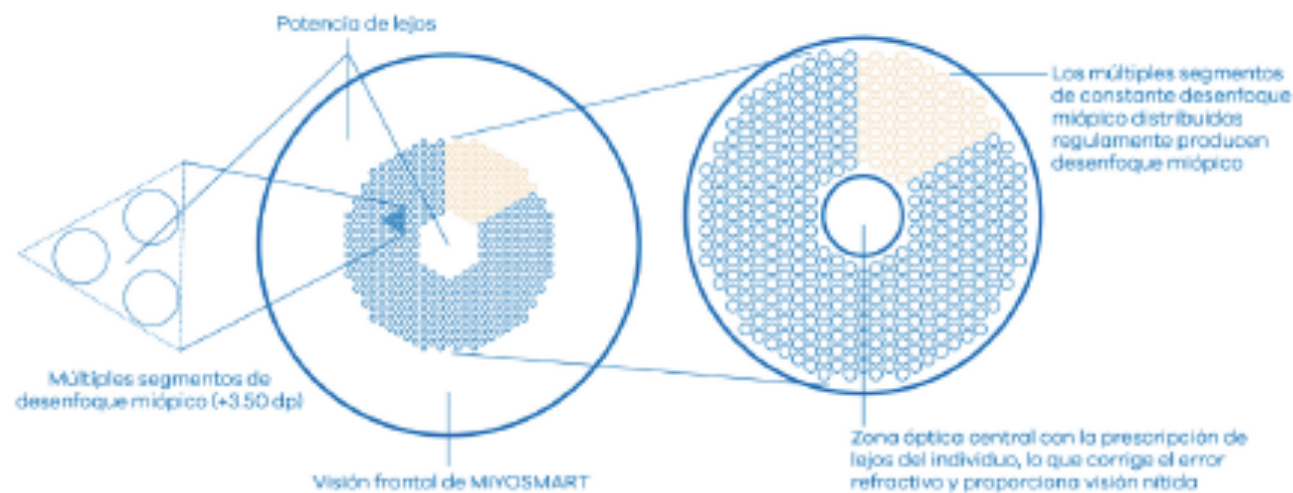 Potencia de lejos
Los múltiples segmentos
de constante desenfoque
miópico distribuidos
regulamente producen
desenfoque miópico
Múltiples segmentos de
desenfoque miópico (+3.50 dp)
Zona óptica central con la prescripción de
lejos del individuo, lo que corrige el error
refractivo y proporciona visión nítida
Visión frontal de MIYOSMART